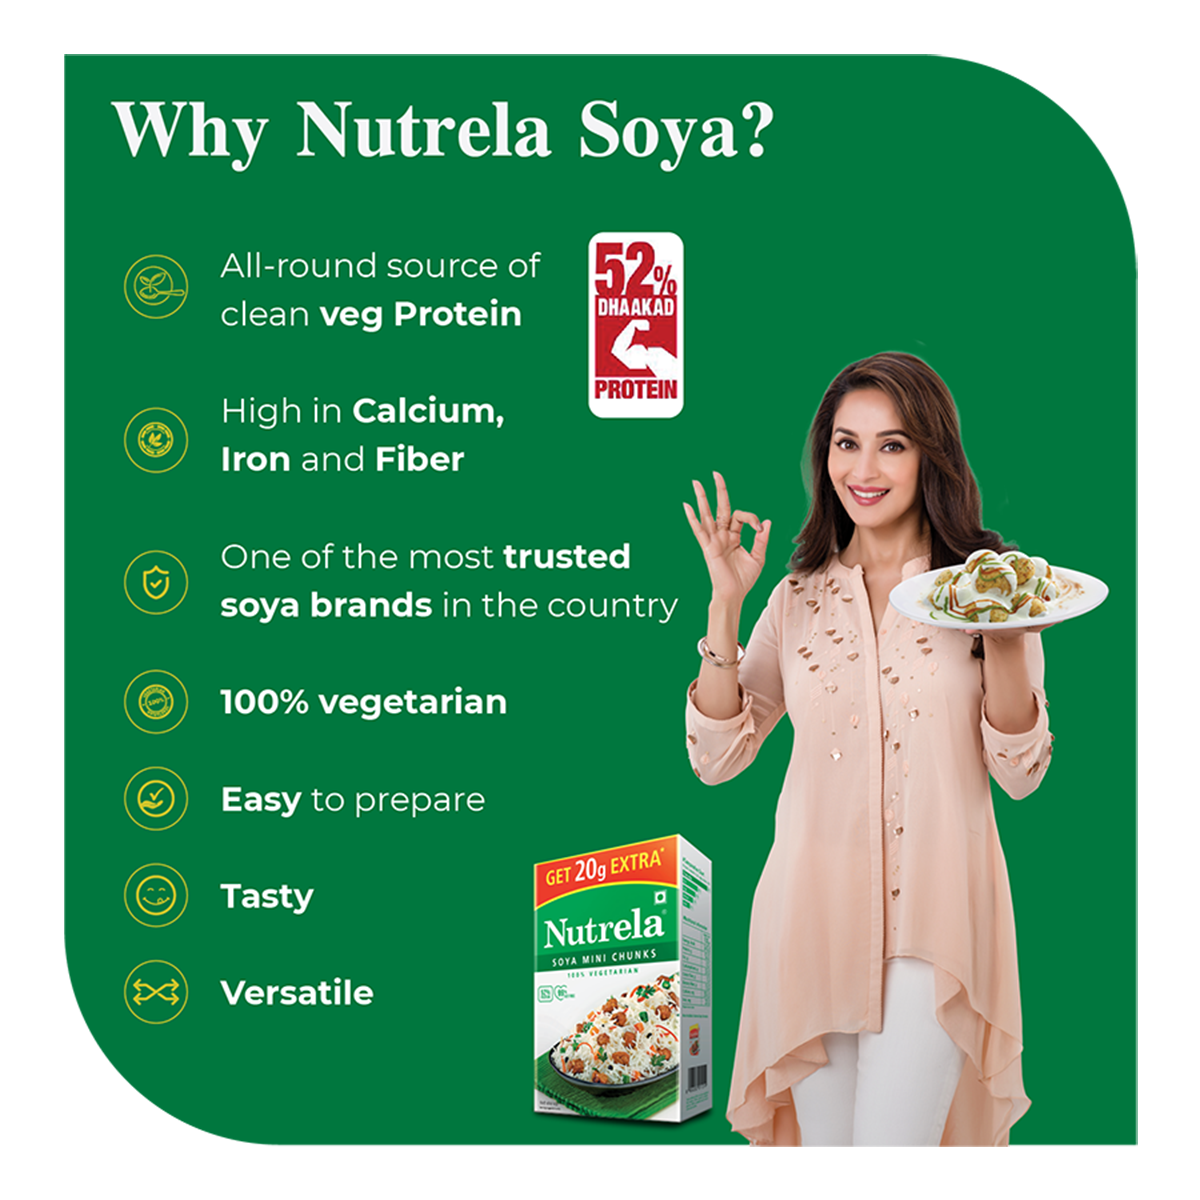 Why Nutrela Soya?
All-round source of
clean veg Protein
52%
DHAAKAD
PROTEIN
High in Calcium,
Iron and Fiber
One of the most trusted
soya brands in the country
100% vegetarian
Easy to prepare
Tasty
Versatile
GET 20g EXTRA*
Nutrela®
SOYA MINI CHUNKS
100% VEGETARIAN